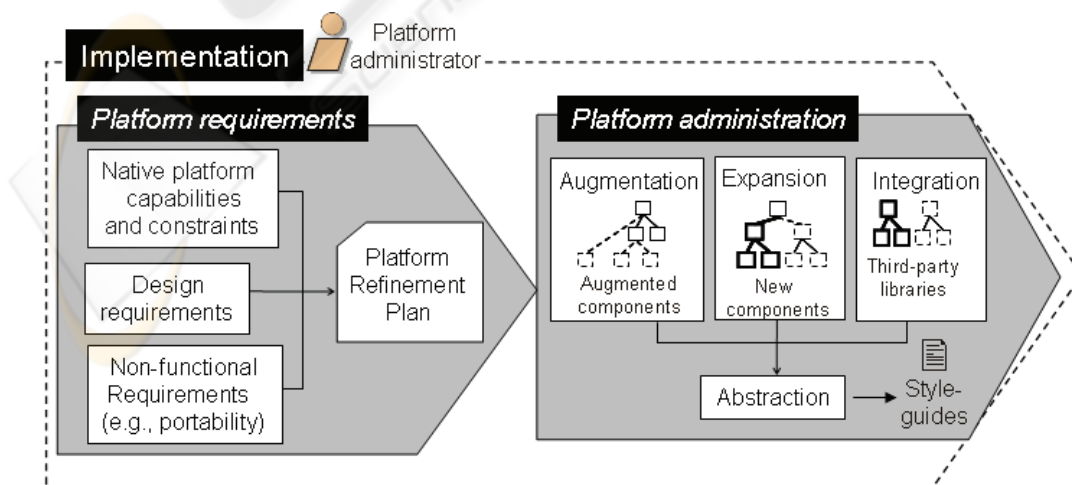 Platform
administrator
Implementation
Platform requirements
Native platform
capabilities
and constraints
Design
requirements
Non-functional
Requirements
(e.g., portability)
Platform
Refinement
Plan
Platform administration
Augmentation
Augmented
components
Expansion
New
components
Integration
Third-party
libraries
Abstraction
Style-
guides